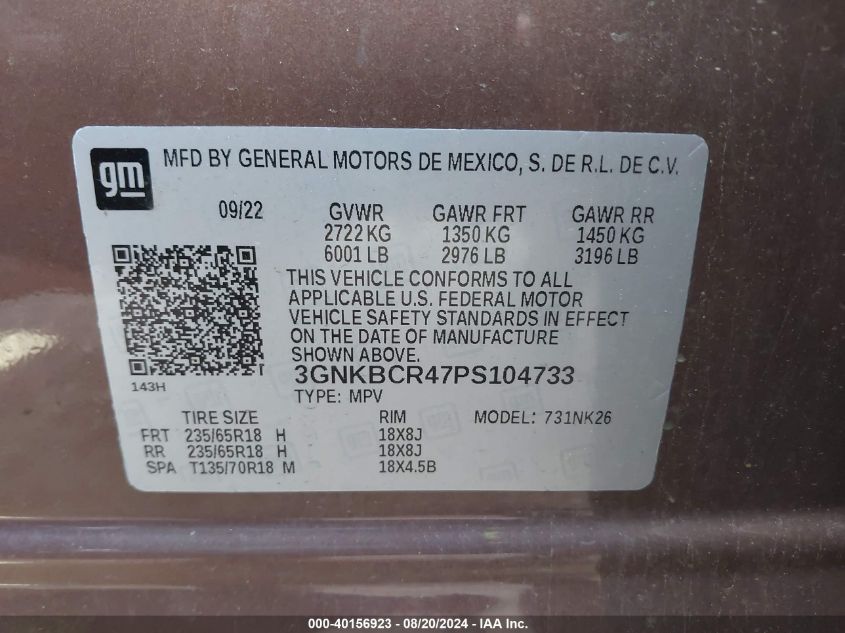 gm
MFD BY GENERAL MOTORS DE MEXICO, S. DE R.L. DE C.V.
09/22 GVWR GAWR FRT GAWR RR
2722 KG 1350 KG 1450 KG
6001 LB 2976 LB 3196 LB
THIS VEHICLE CONFORMS TO ALL
APPLICABLE U.S. FEDERAL MOTOR
VEHICLE SAFETY STANDARDS IN EFFECT
ON THE DATE OF MANUFACTURE
SHOWN ABOVE.
143H
3GNKBCR47PS104733
TYPE: MPV
TIRE SIZE RIM MODEL: 731NK26
FRT 235/65R18 H 18X8J
RR 235/65R18 H 18X8J
SPA T135/70R18 M 18X4.5B
000-40156923 - 08/20/2024 - IAA Inc.